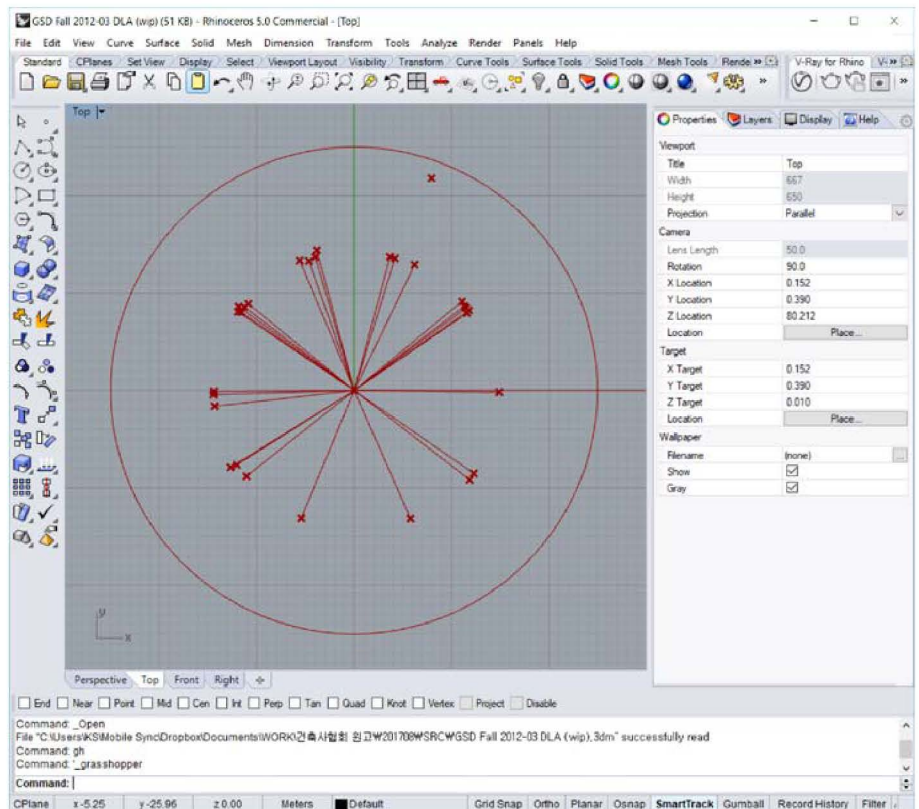 GSD Fall 2012-03 DLA (wip) (51 KB) - Rhinoceros 5.0 Commercial - [Top]
File Edit View Curve Surface Solid Mesh Dimension Transform Tools Analyze Render Panels Help
Standard CPlanes Set View Display Select Viewport Layout Visibility Transform Curve Tools Surface Tools Solid Tools Mesh Tools Rende V-Ray for Rhino V-
Top
Properties Layers Display Help
Viewport
Title Top
Width 667
Height 650
Projection Parallel
Camera
Lens Length 50.0
Rotation 90.0
X Location 0.152
Y Location 0.390
Z Location 80.212
Location Place...
Target
X Target 0.152
Y Target 0.390
Z Target 0.010
Location Place...
Wallpaper
Filename (none)
Show
Gray
y
x
Perspective Top Front Right
End Near Point Mid Cen Int Perp Tan Quad Knot Vertex Project Disable
Command: _Open
File "C:\Users\KS\Mobile Sync\Dropbox\Documents\WORK\건축사협회 원고₩201708₩SRC₩GSD Fall 2012-03 DLA (wip).3dm" successfully read
Command: gh
Command: '_grasshopper
Command:
CPlane x -5.25 y -25.96 z 0.00 Meters Default Grid Snap Ortho Planar Osnap SmartTrack Gumball Record History Filter